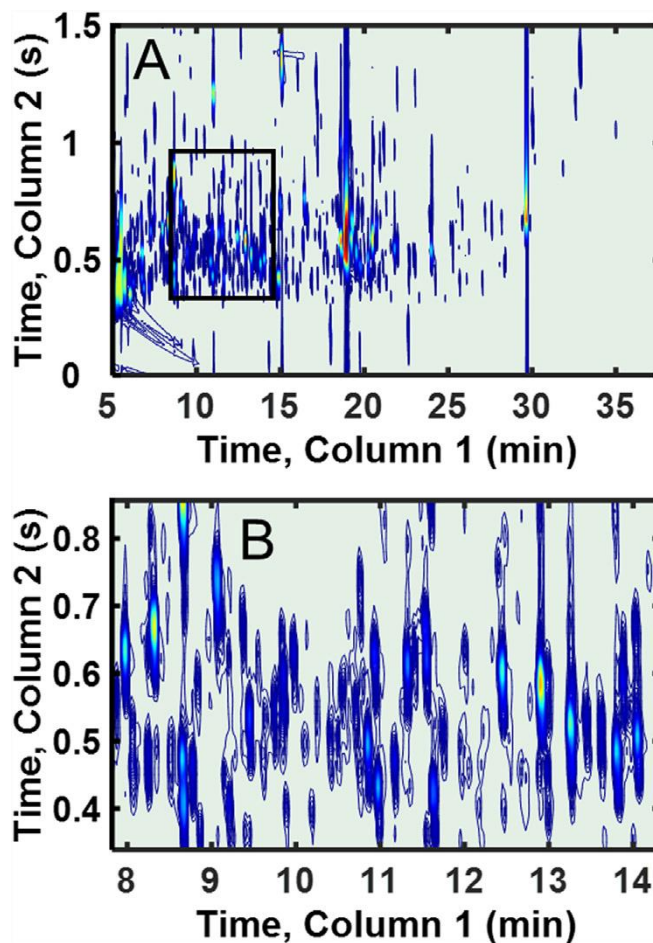 A
Time, Column 2 (s)
1.5
1
0.5
0
5 10 15 20 25 30 35
Time, Column 1 (min)
B
Time, Column 2 (s)
0.8
0.7
0.6
0.5
0.4
8 9 10 11 12 13 14
Time, Column 1 (min)